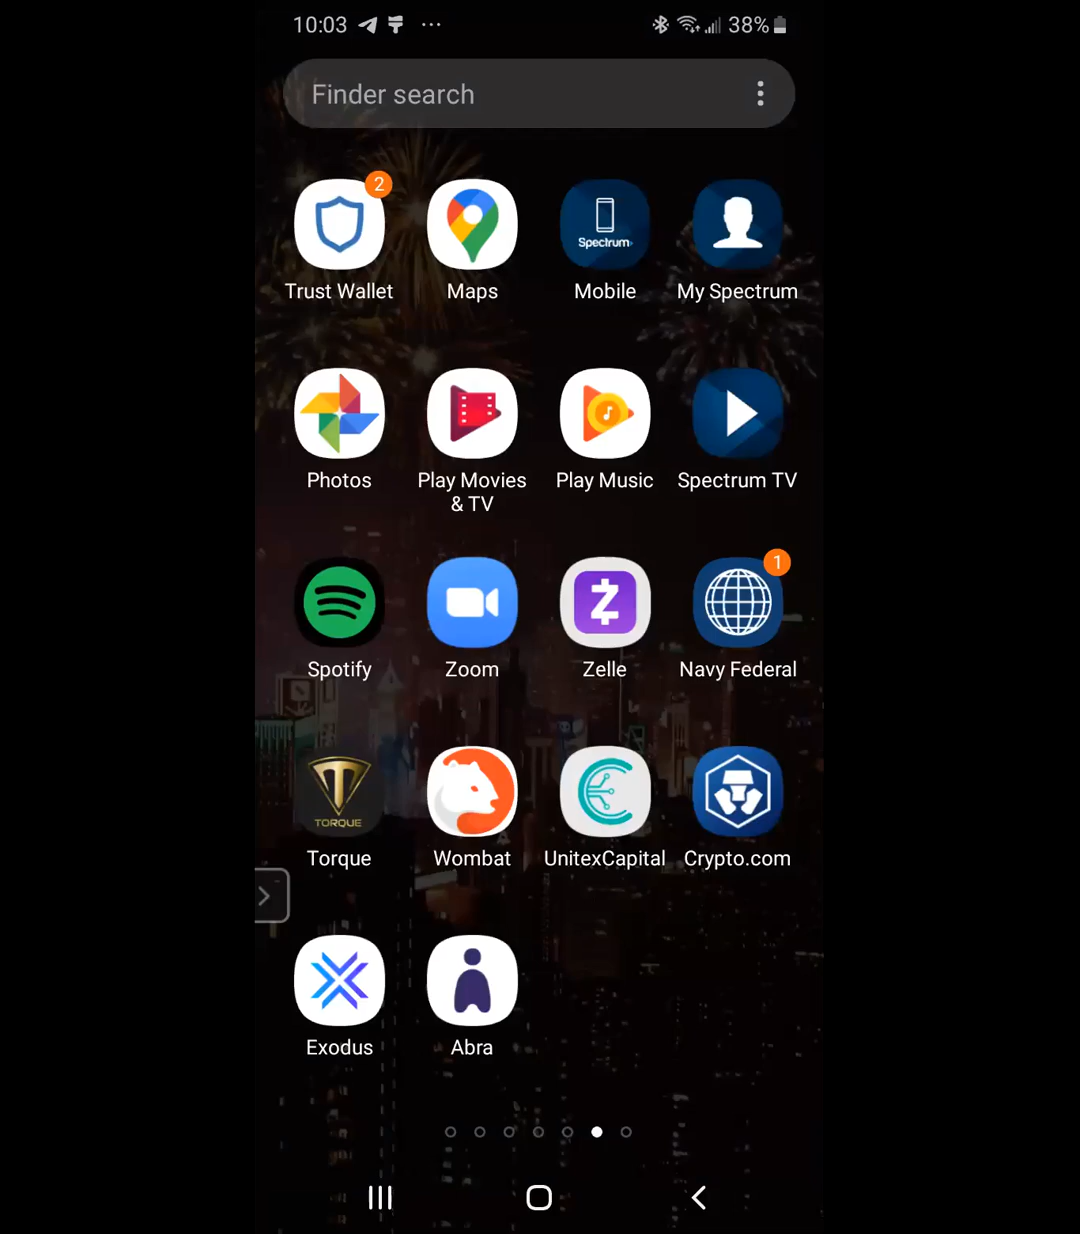 10:03 ... 38%
Finder search
2
Trust Wallet Maps Mobile My Spectrum
Spectrum
Photos Play Movies & TV Play Music Spectrum TV
1
Spotify Zoom Zelle Navy Federal
TORQUE
Torque Wombat UnitexCapital Crypto.com
Exodus Abra